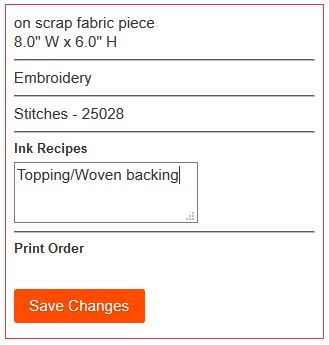 on scrap fabric piece
8.0" W x 6.0" H
Embroidery
Stitches - 25028
Ink Recipes
Topping/Woven backing
Print Order
Save Changes